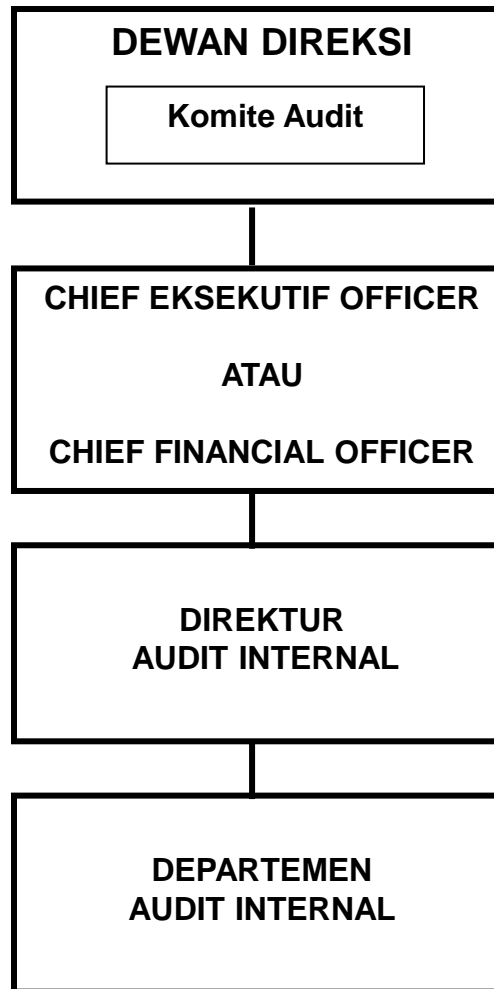 DEWAN DIREKSI
Komite Audit
CHIEF EKSEKUTIF OFFICER
ATAU
CHIEF FINANCIAL OFFICER
DIREKTUR
AUDIT INTERNAL
DEPARTEMEN
AUDIT INTERNAL